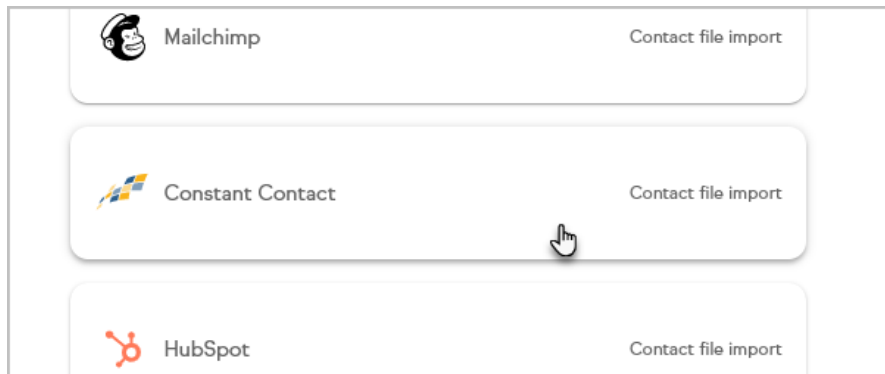 Mailchimp Contact file import
Constant Contact Contact file import
HubSpot Contact file import